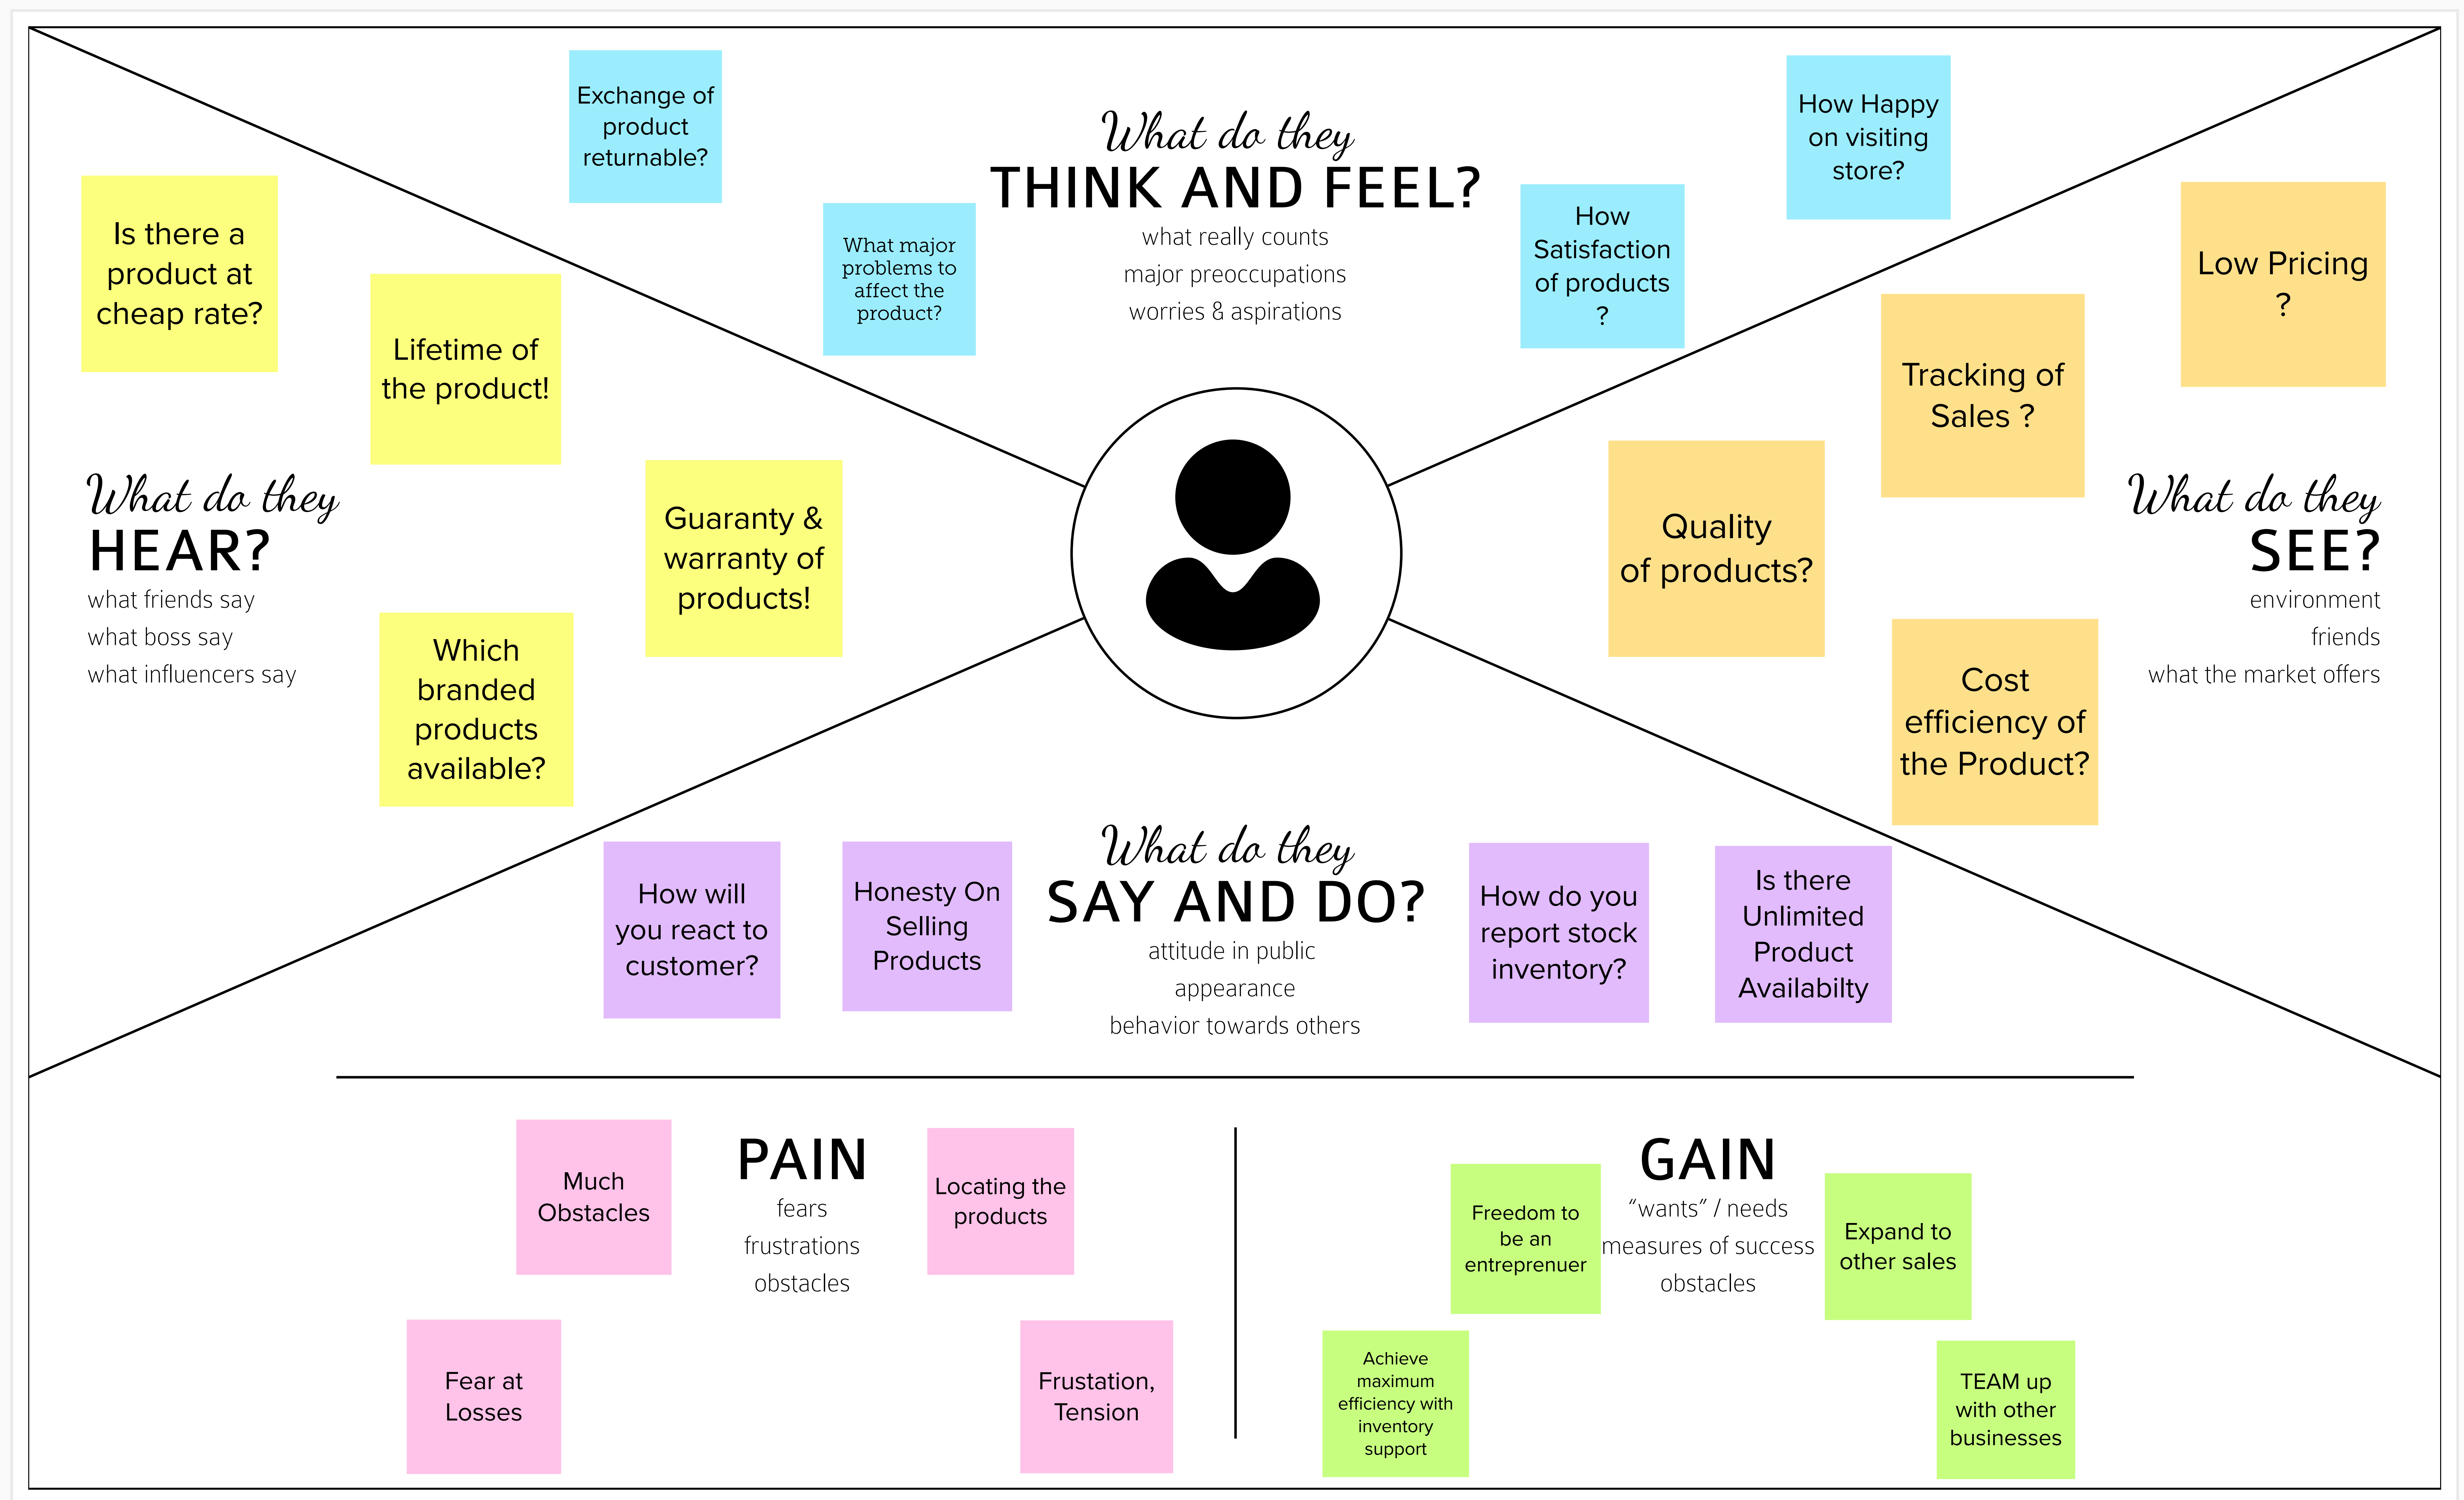 Exchange of
product
returnable?
What major
problems to
affect the
product?
What do they
THINK AND FEEL?
what really counts
major preoccupations
worries & aspirations
How
Satisfaction
of products
?
How Happy
on visiting
store?
Is there a
product at
cheap rate?
Lifetime of
the product!
Guaranty &
warranty of
products!
What do they
HEAR?
what friends say
what boss say
what influencers say
Which
branded
products
available?
Low Pricing
?
Tracking of
Sales ?
Quality
of products?
What do they
SEE?
environment
friends
what the market offers
Cost
efficiency of
the Product?
How will
you react to
customer?
Honesty On
Selling
Products
What do they
SAY AND DO?
attitude in public
appearance
behavior towards others
How do you
report stock
inventory?
Is there
Unlimited
Product
Availabilty
Much
Obstacles
PAIN
fears
frustrations
obstacles
Locating the
products
Fear at
Losses
Frustation,
Tension
Freedom to
be an
entreprenuer
GAIN
“wants” / needs
measures of success
obstacles
Expand to
other sales
Achieve
maximum
efficiency with
inventory
support
TEAM up
with other
businesses